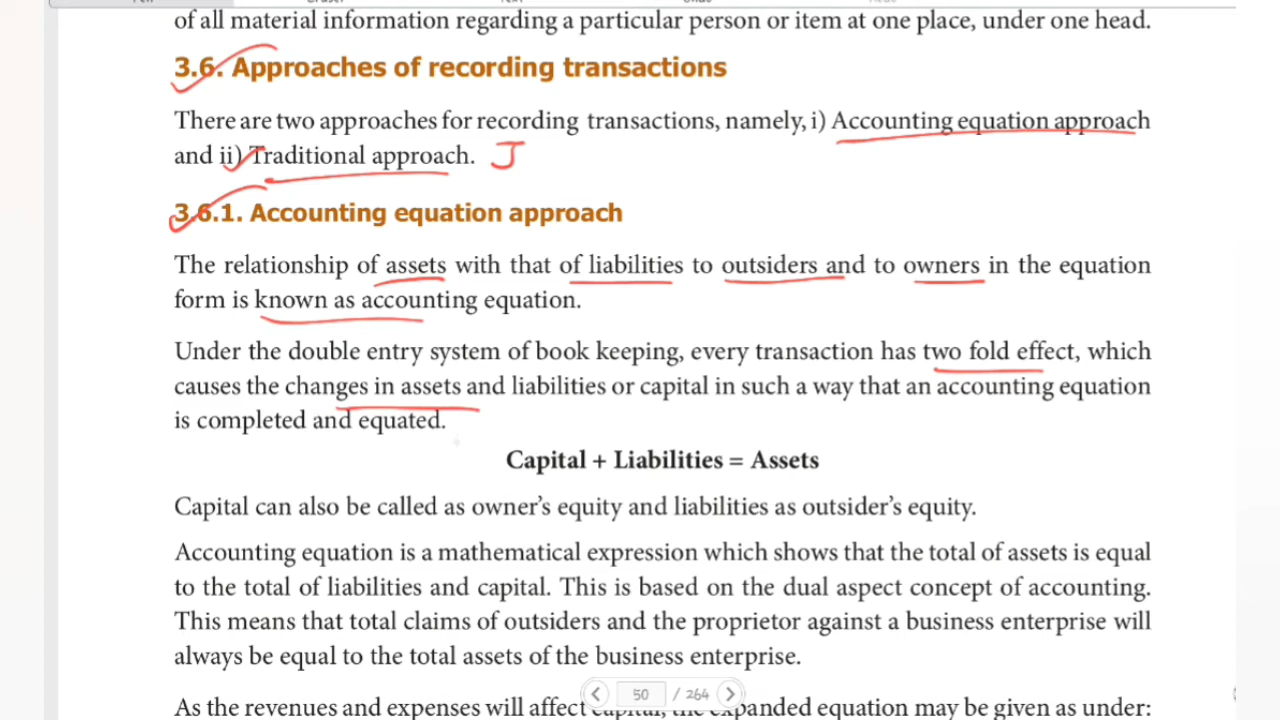 of all material information regarding a particular person or item at one place, under one head.
3.6. Approaches of recording transactions
There are two approaches for recording transactions, namely, i) Accounting equation approach
and ii) Traditional approach.
3.6.1. Accounting equation approach
The relationship of assets with that of liabilities to outsiders and to owners in the equation
form is known as accounting equation.
Under the double entry system of book keeping, every transaction has two fold effect, which
causes the changes in assets and liabilities or capital in such a way that an accounting equation
is completed and equated.
Capital + Liabilities = Assets
Capital can also be called as owner's equity and liabilities as outsider's equity.
Accounting equation is a mathematical expression which shows that the total of assets is equal
to the total of liabilities and capital. This is based on the dual aspect concept of accounting.
This means that total claims of outsiders and the proprietor against a business enterprise will
always be equal to the total assets of the business enterprise.
50 / 264
As the revenues and expenses will affect capital, the expanded equation may be given as under: